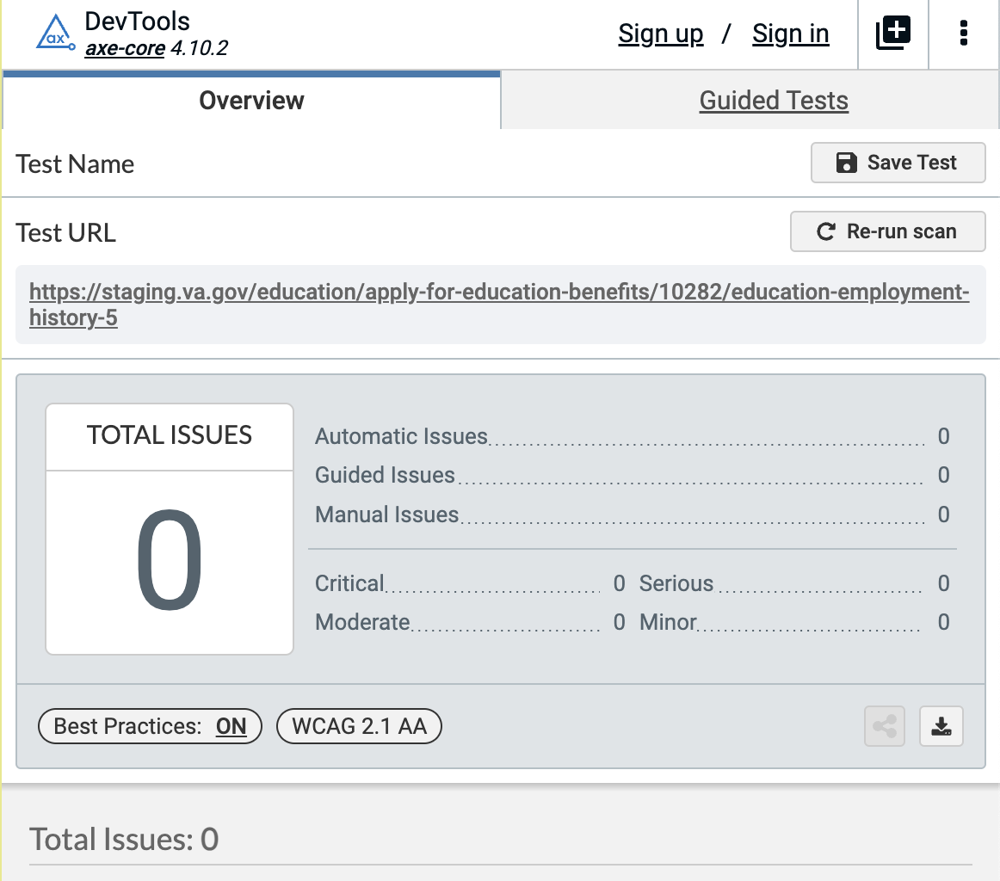 DevTools
axe-core 4.10.2
Sign up / Sign in
Overview
Guided Tests
Test Name
Save Test
Test URL
Re-run scan
https://staging.va.gov/education/apply-for-education-benefits/10282/education-employment-
history-5
TOTAL ISSUES
0
Automatic Issues 0
Guided Issues 0
Manual Issues 0
Critical 0 Serious 0
Moderate 0 Minor 0
Best Practices: ON
WCAG 2.1 AA
Total Issues: 0